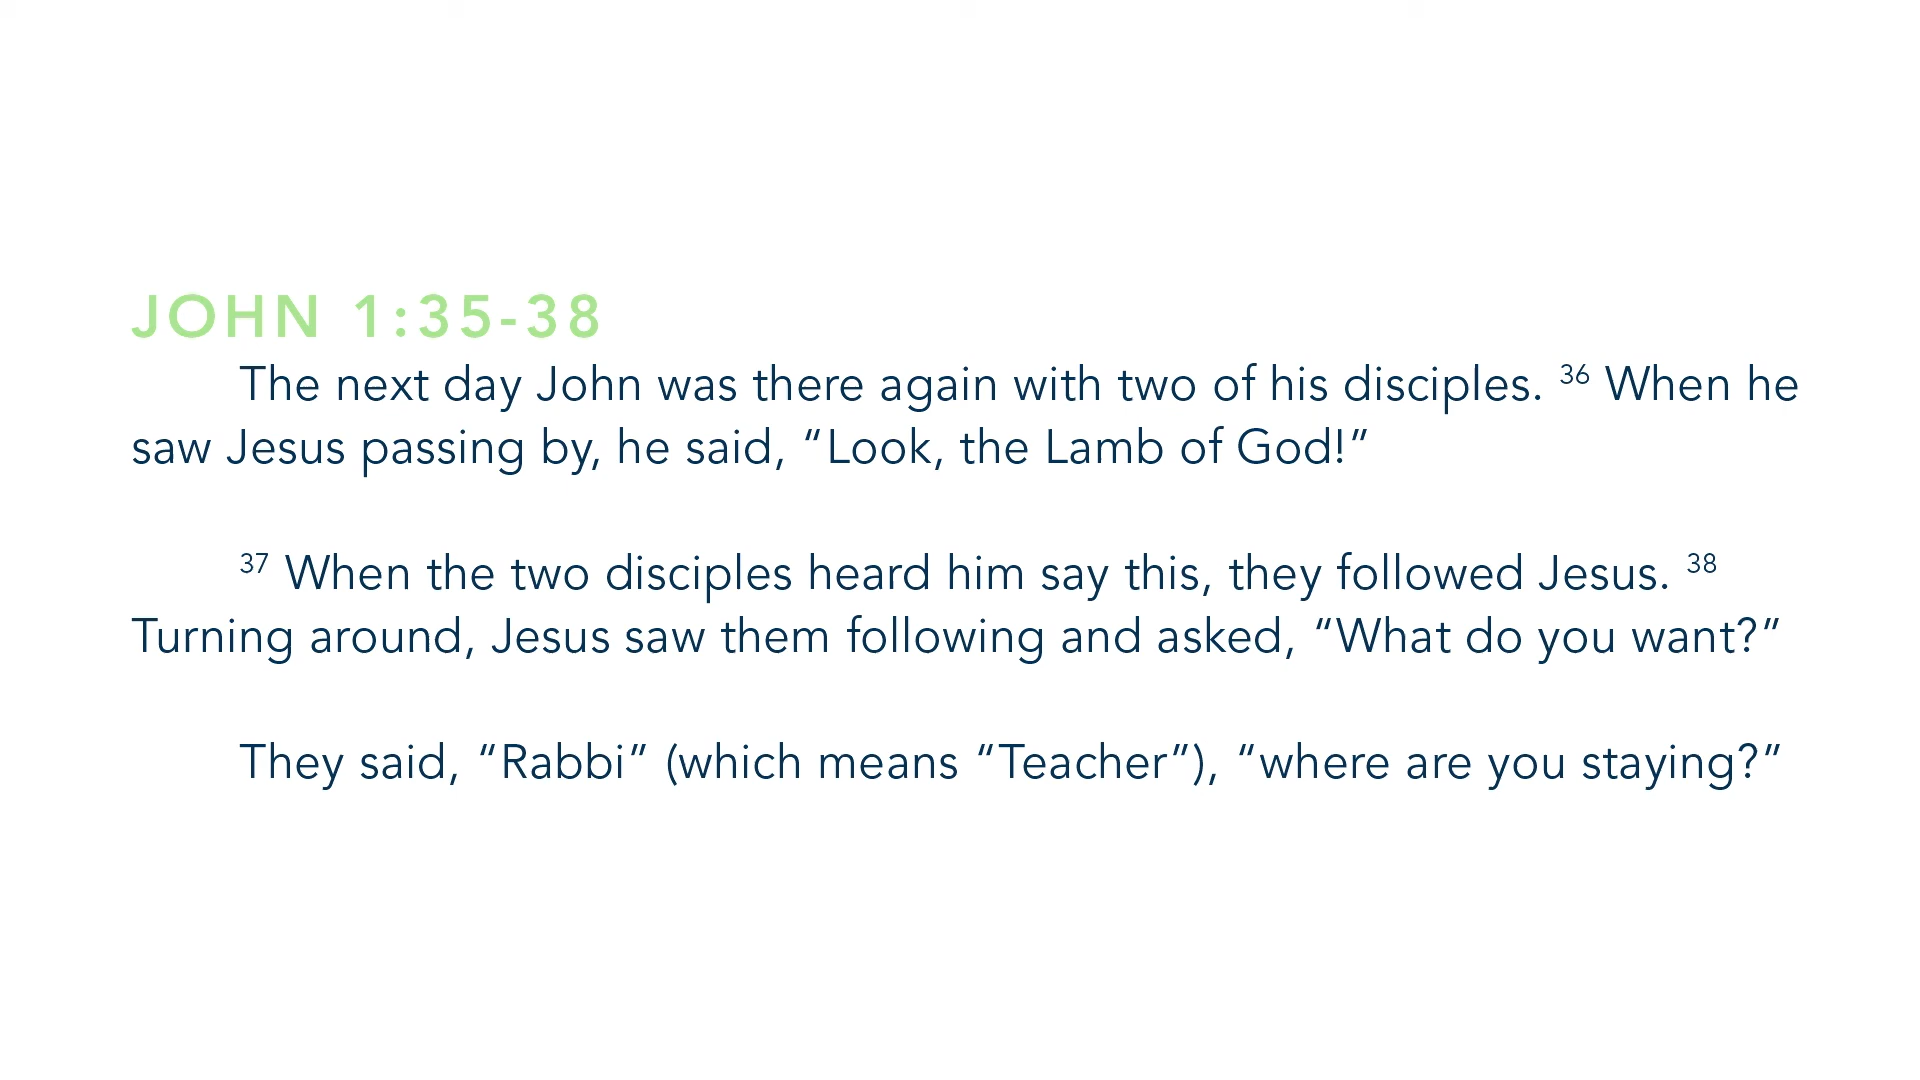 JOHN 1:35-38
The next day John was there again with two of his disciples. 36 When he
saw Jesus passing by, he said, “Look, the Lamb of God!”
37 When the two disciples heard him say this, they followed Jesus. 38
Turning around, Jesus saw them following and asked, “What do you want?”
They said, “Rabbi” (which means “Teacher”), “where are you staying?”